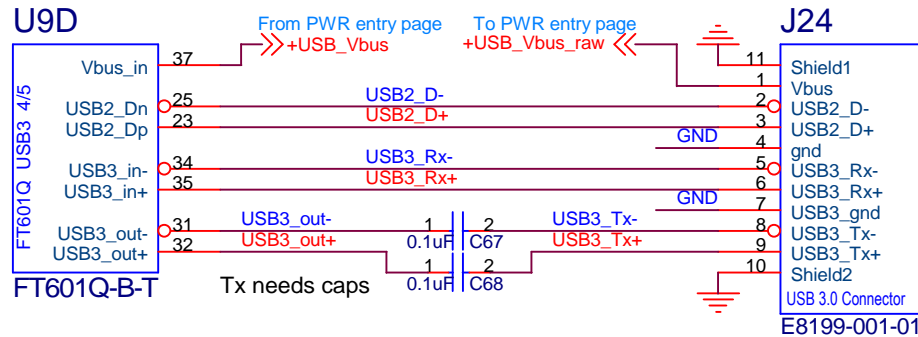 U9D
From PWR entry page
To PWR entry page
J24
+USB_Vbus
+USB_Vbus_raw
FT601Q USB3 4/5
Vbus_in
37
11
Shield1
1
Vbus
USB2_Dn
25
USB2_D-
2
USB2_D-
USB2_Dp
23
USB2_D+
3
USB2_D+
GND
4
gnd
USB3_in-
34
USB3_Rx-
5
USB3_Rx-
USB3_in+
35
USB3_Rx+
6
USB3_Rx+
GND
7
USB3_gnd
USB3_out-
31
USB3_out-
1
2
USB3_Tx-
8
USB3_Tx-
USB3_out+
32
USB3_out+
0.1uF
C67
USB3_Tx+
9
USB3_Tx+
1
2
10
Shield2
0.1uF
C68
FT601Q-B-T
Tx needs caps
USB 3.0 Connector
E8199-001-01